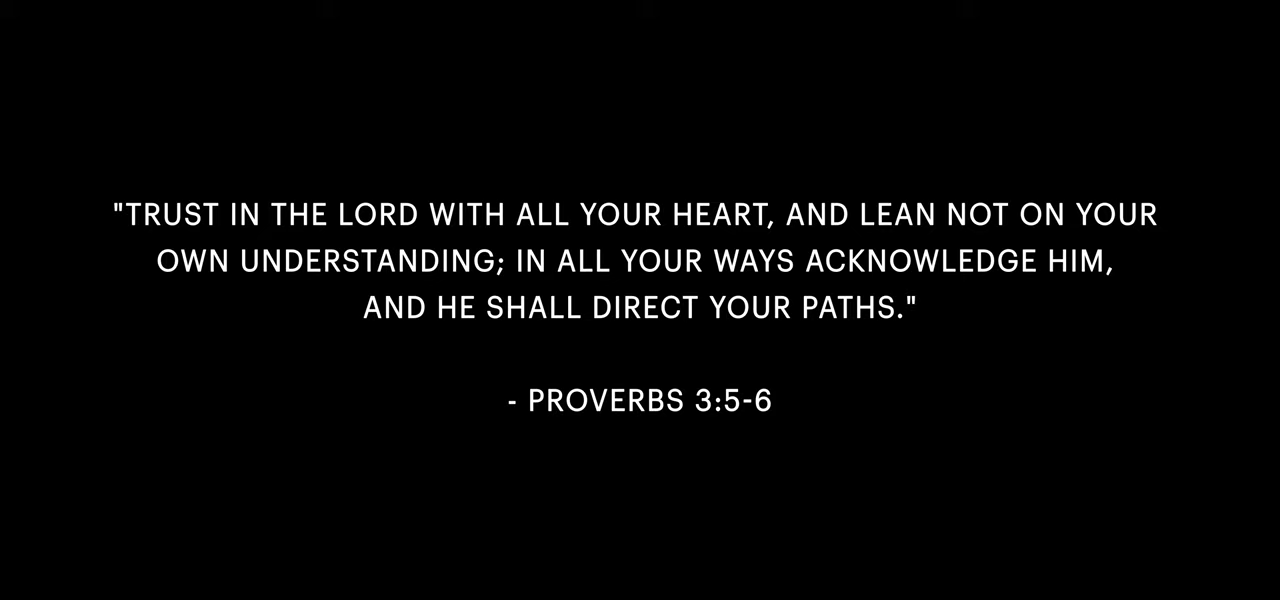 "TRUST IN THE LORD WITH ALL YOUR HEART, AND LEAN NOT ON YOUR
OWN UNDERSTANDING; IN ALL YOUR WAYS ACKNOWLEDGE HIM,
AND HE SHALL DIRECT YOUR PATHS."
- PROVERBS 3:5-6